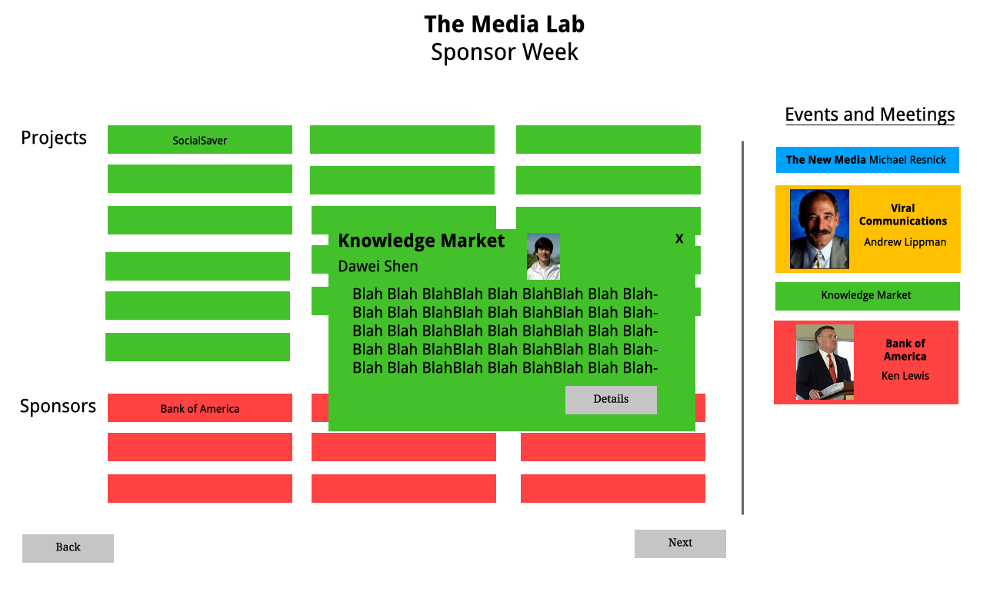 The Media Lab
Sponsor Week
Projects
SocialSaver
Knowledge Market
X
Dawei Shen
Blah Blah BlahBlah Blah BlahBlah Blah Blah-
Blah Blah BlahBlah Blah BlahBlah Blah Blah-
Blah Blah BlahBlah Blah BlahBlah Blah Blah-
Blah Blah BlahBlah Blah BlahBlah Blah Blah-
Blah Blah BlahBlah Blah BlahBlah Blah Blah-
Details
Sponsors
Bank of America
Back
Next
Events and Meetings
The New Media Michael Resnick
Viral
Communications
Andrew Lippman
Knowledge Market
Bank of
America
Ken Lewis